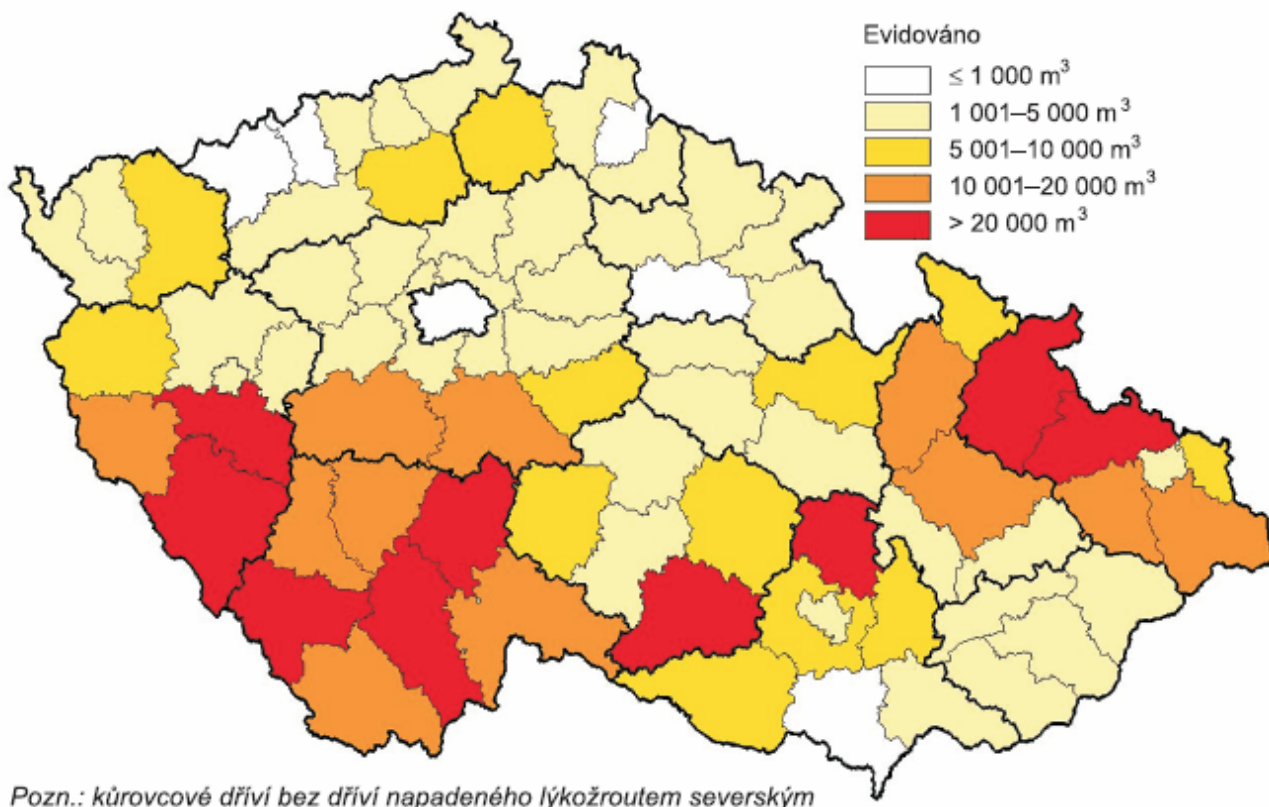 Evidováno
≤ 1 000 m³
1 001–5 000 m³
5 001–10 000 m³
10 001–20 000 m³
> 20 000 m³
Pozn.: kůrovcové dříví bez dříví napadeného lýkožroutem severským